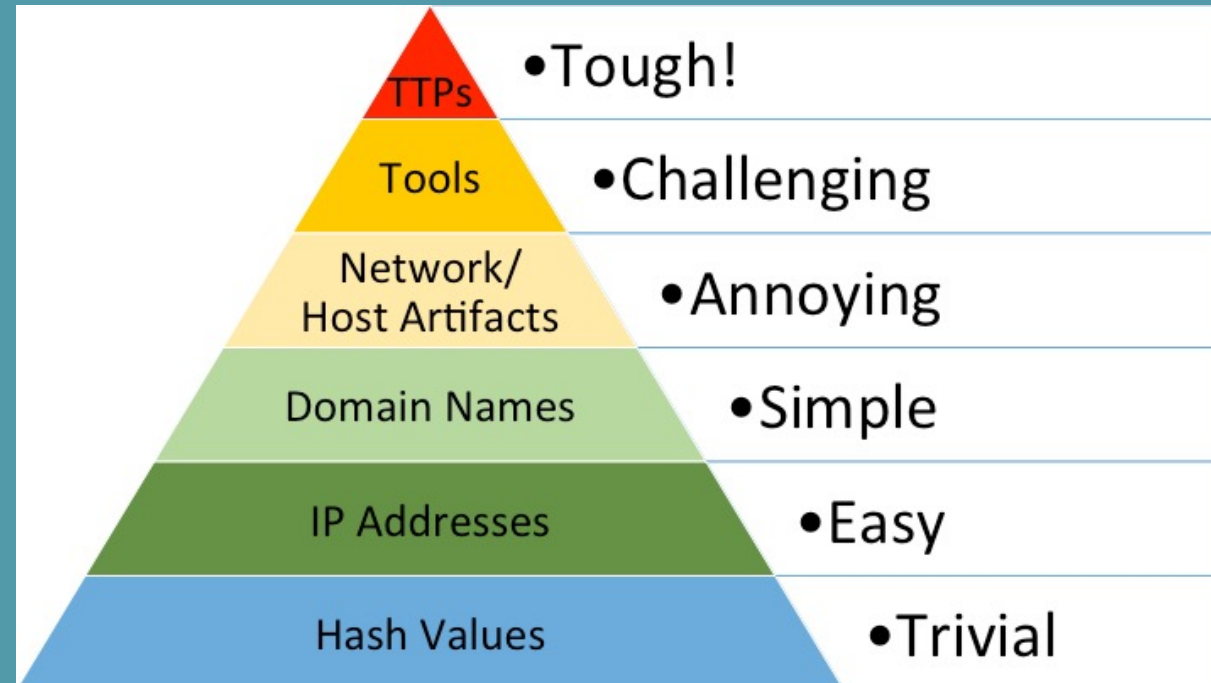 TTPs
•Tough!
Tools
•Challenging
Network/
Host Artifacts
•Annoying
Domain Names
•Simple
IP Addresses
•Easy
Hash Values
•Trivial